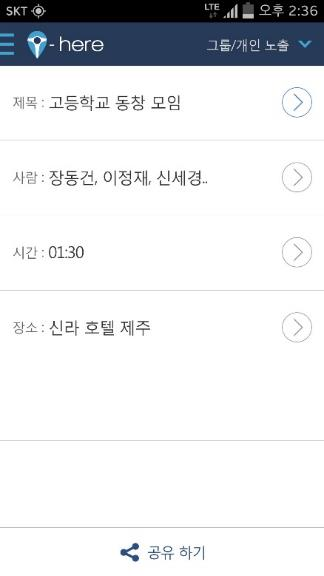 SKT LTE 오후 2:36
- here 그룹/개인 노출
제목 : 고등학교 동창 모임
사람 : 장동건, 이정재, 신세경..
시간 : 01:30
장소 : 신라 호텔 제주
공유 하기